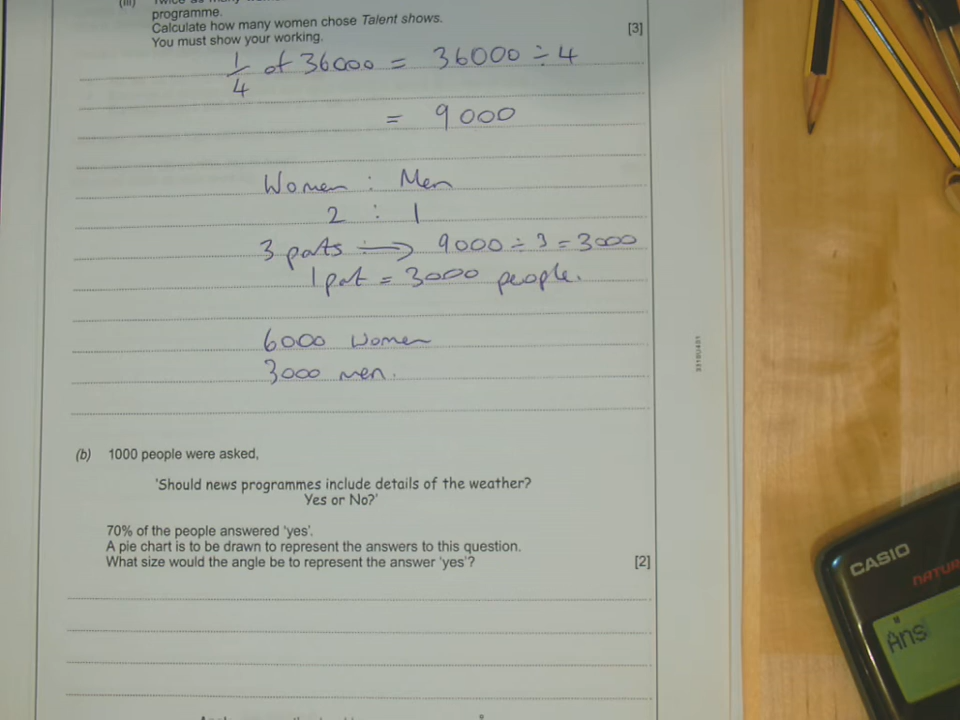 (iii) Twice as many
programme.
Calculate how many women chose Talent shows.
You must show your working. [3]
1/4 of 36000 = 36000 ÷ 4
= 9000
Women : Men
2 : 1
3 parts → 9000 ÷ 3 = 3000
1 part = 3000 people.
6000 women
3000 men.
(b) 1000 people were asked,
'Should news programmes include details of the weather?
Yes or No?'
70% of the people answered 'yes'.
A pie chart is to be drawn to represent the answers to this question.
What size would the angle be to represent the answer 'yes'? [2]
CASIO
Ans